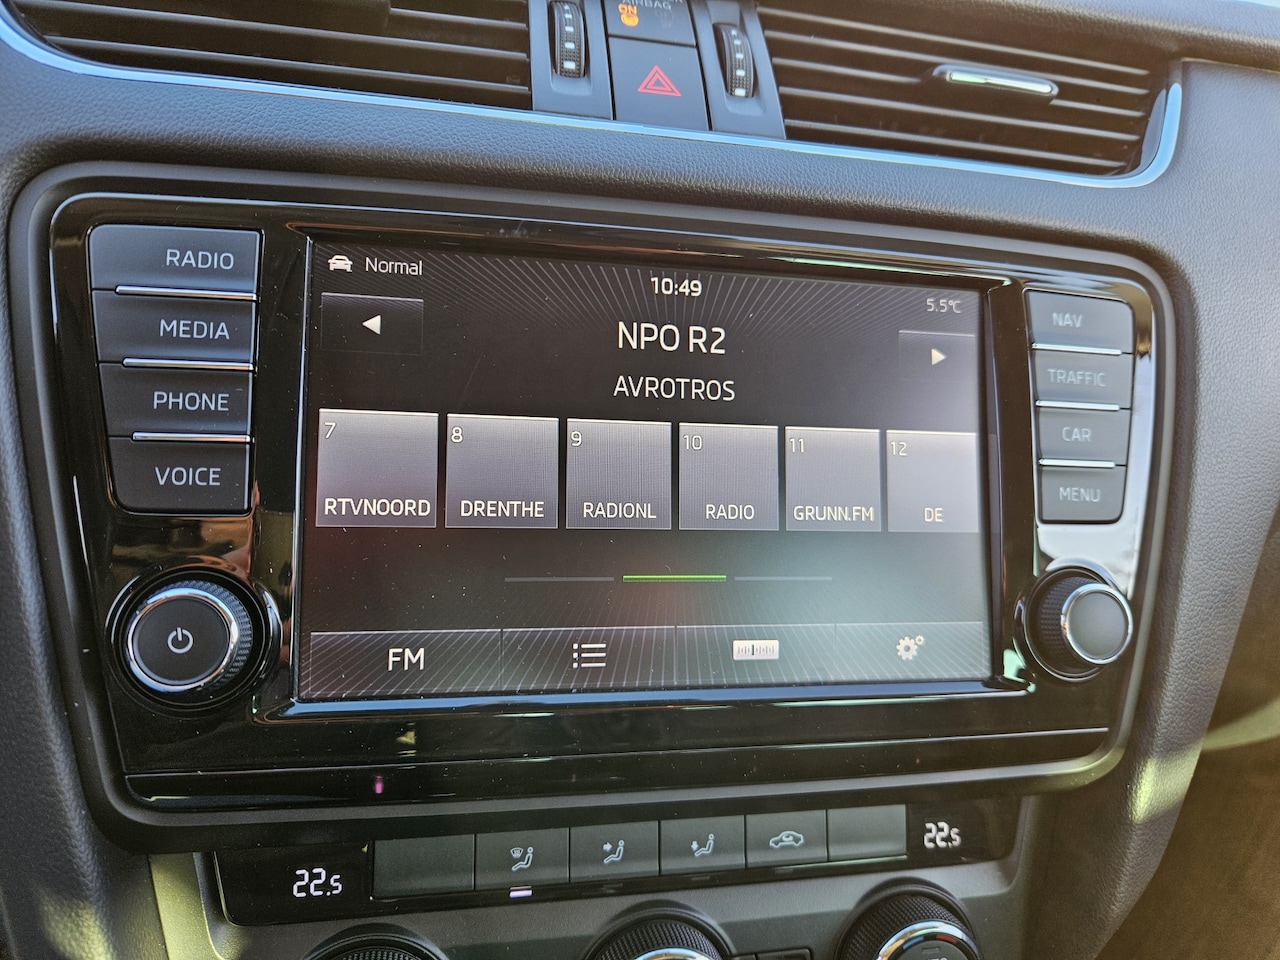 ON
AIRBAG
RADIO
MEDIA
PHONE
VOICE
Normal
10:49
5.5°C
NPO R2
AVROTROS
7
RTVNOORD
8
DRENTHE
9
RADIONL
10
RADIO
11
GRUNN.FM
12
DE
FM
NAV
TRAFFIC
CAR
MENU
22.5
22.5